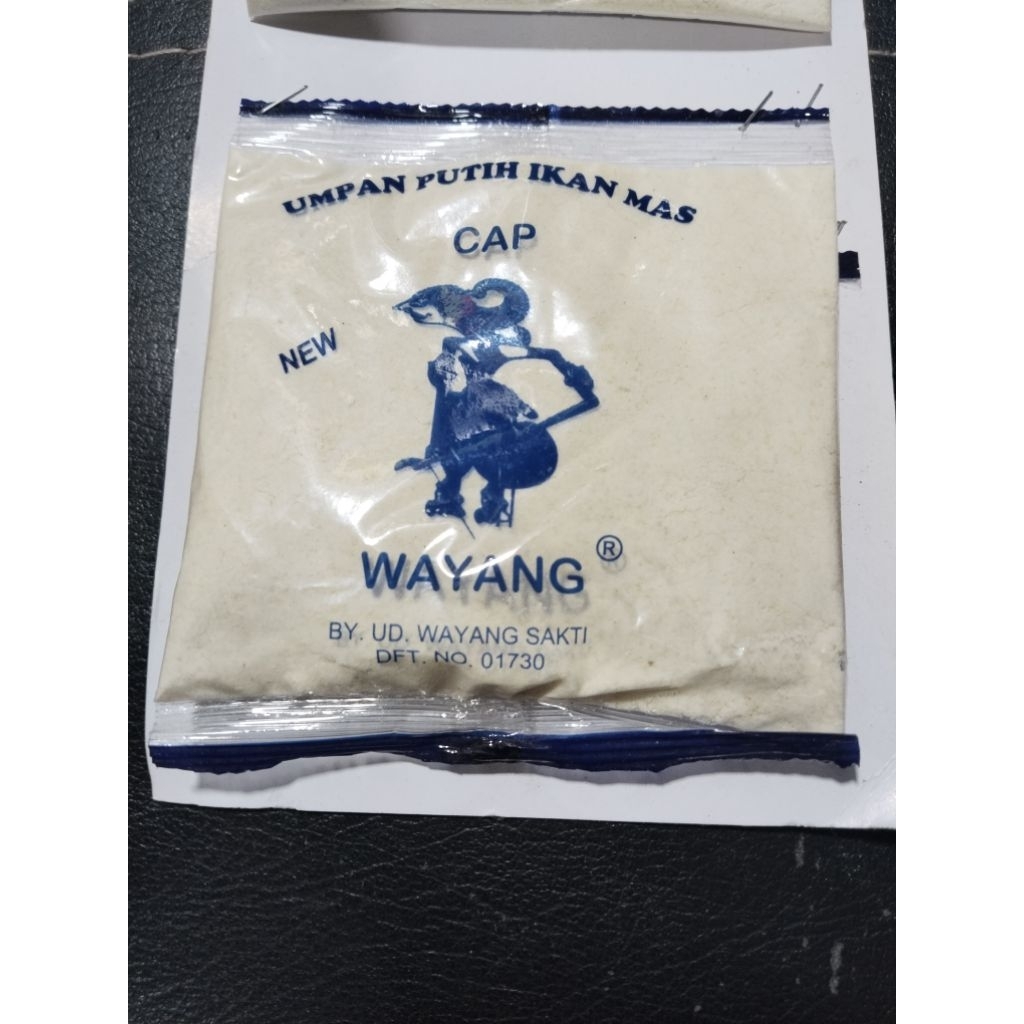 UMPAN PUTIH IKAN MAS
CAP
NEW
WAYANG ®
BY. UD. WAYANG SAKTI
DFT. NO. 01730